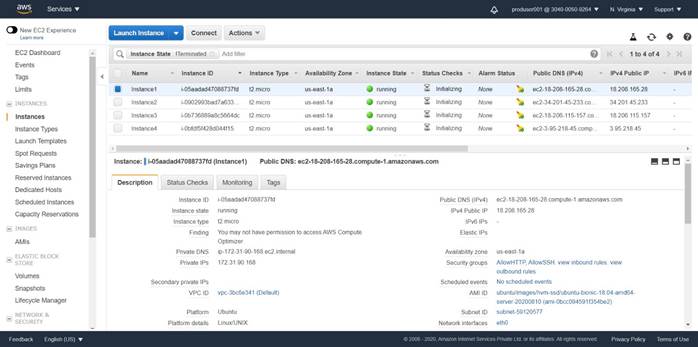 aws
Services
produser001 @ 3040-0050-9264
N. Virginia
Support
New EC2 Experience
Learn more
EC2 Dashboard
Events
Tags
Limits
INSTANCES
Instances
Instance Types
Launch Templates
Spot Requests
Savings Plans
Reserved Instances
Dedicated Hosts
Scheduled Instances
Capacity Reservations
IMAGES
AMIs
ELASTIC BLOCK
STORE
Volumes
Snapshots
Lifecycle Manager
NETWORK &
SECURITY
Launch Instance
Connect
Actions
Instance State : !Terminated
Add filter
1 to 4 of 4
Name Instance ID Instance Type Availability Zone Instance State Status Checks Alarm Status Public DNS (IPv4) IPv4 Public IP IPv6 IP
Instance1 i-05aadad47088737fd t2.micro us-east-1a running Initializing None ec2-18-206-165-28.co... 18.206.165.28 -
Instance2 i-0902993bad7a633... t2.micro us-east-1a running Initializing None ec2-34-201-45-233.co... 34.201.45.233 -
Instance3 i-0b736889a8c5664dc t2.micro us-east-1a running Initializing None ec2-18-206-115-157.co... 18.206.115.157 -
Instance4 t2.micro us-east-1a running Initializing None ec2-3-95-218-45.comp... 3.95.218.45 -
Instance: i-05aadad47088737fd (Instance1) Public DNS: ec2-18-208-165-28.compute-1.amazonaws.com
Description
Status Checks
Monitoring
Tags
Instance ID i-05aadad47088737fd
Instance state running
Instance type t2.micro
Finding You may not have permission to access AWS Compute
Optimizer
Private DNS ip-172-31-90-168.ec2.internal
Private IPs 172.31.90.168
Secondary private IPs
VPC ID vpc-3bc6e341 (Default)
Platform Ubuntu
Platform details Linux/UNIX
Public DNS (IPv4) ec2-18-208-165-28.compute-1.amazonaws.com
IPv4 Public IP 18.208.165.28
IPv6 IPs -
Elastic IPs
Availability zone us-east-1a
Security groups AllowHTTP, AllowSSH. view inbound rules. view
outbound rules
Scheduled events No scheduled events
AMI ID ubuntu/images/hvm-ssd/ubuntu-bionic-18.04-amd64-
server-20200810 (ami-0bcc094591f354be2)
Subnet ID subnet-59120577
Network interfaces eth0
Feedback
English (US)
© 2008 - 2020, Amazon Internet Services Private Ltd. or its affiliates. All rights reserved.
Privacy Policy
Terms of Use